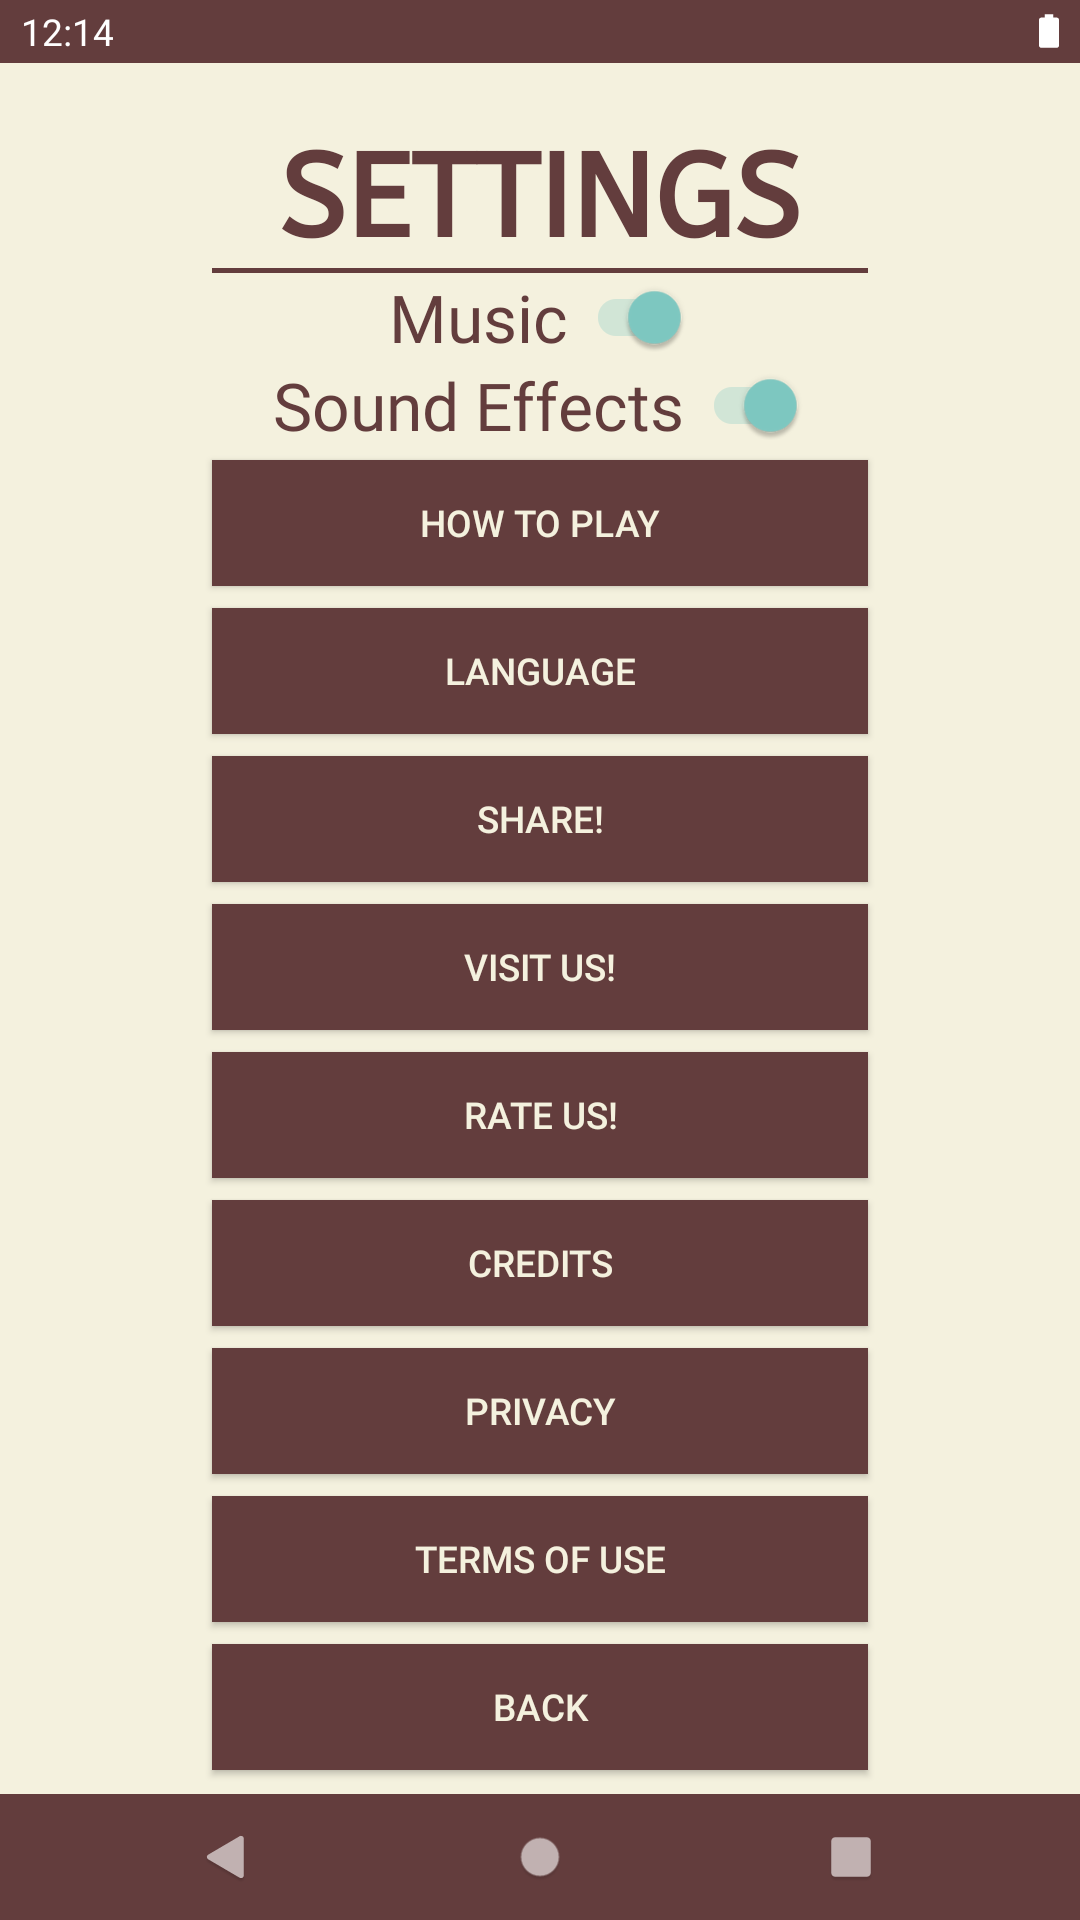 12:14
SETTINGS
Music
Sound Effects
HOW TO PLAY
LANGUAGE
SHARE!
VISIT US!
RATE US!
CREDITS
PRIVACY
TERMS OF USE
BACK